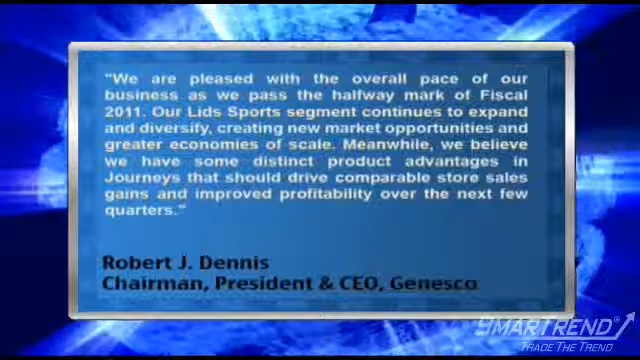 "We are pleased with the overall pace of our
business as we pass the halfway mark of Fiscal
2011. Our Lids Sports segment continues to expand
and diversify, creating new market opportunities and
greater economies of scale. Meanwhile, we believe
we have some distinct product advantages in
Journeys that should drive comparable store sales
gains and improved profitability over the next few
quarters."
Robert J. Dennis
Chairman, President & CEO, Genesco
SMARTREND®
TRADE THE TREND